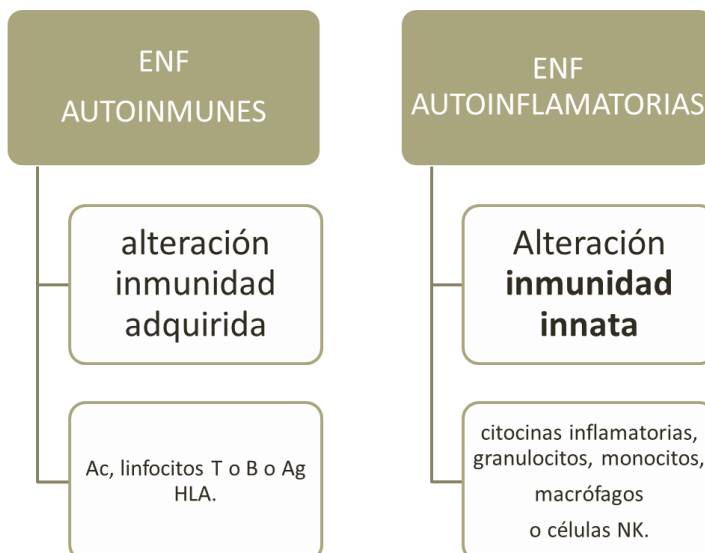 ENF
AUTOINMUNES
alteración
inmunidad
adquirida
Ac, linfocitos T o B o Ag
HLA.
ENF
AUTOINFLAMATORIAS
Alteración
inmunidad
innata
citocinas inflamatorias,
granulocitos, monocitos,
macrófagos
o células NK.